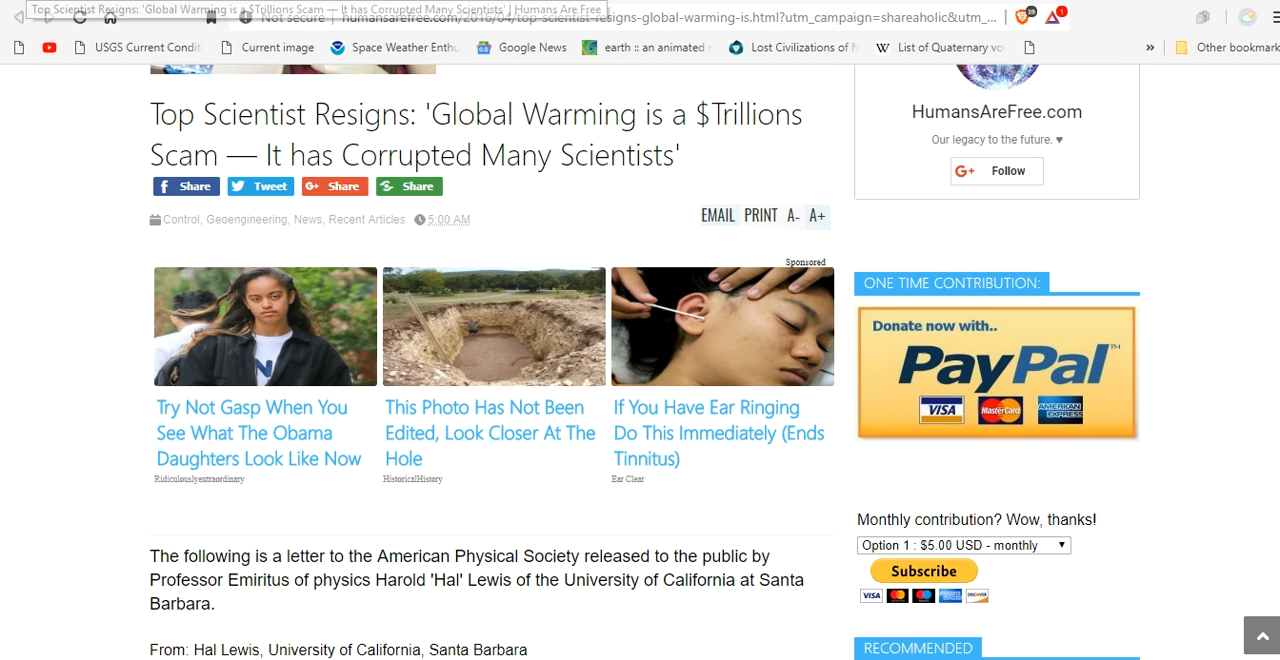 Top Scientist Resigns: 'Global Warming is a $Trillions Scam — It has Corrupted Many Scientists' | Humans Are Free
Not secure | humansarefree.com/2016/04/top-scientist-resigns-global-warming-is.html?utm_campaign=shareaholic&utm_...
39
1
USGS Current Condit
Current image
Space Weather Enthu
Google News
earth :: an animated
Lost Civilizations of
W List of Quaternary vo
»
Other bookmark
Top Scientist Resigns: 'Global Warming is a $Trillions
Scam — It has Corrupted Many Scientists'
Share
Tweet
G+ Share
Share
Control, Geoengineering, News, Recent Articles
5:00 AM
EMAIL PRINT A- A+
Sponsored
Try Not Gasp When You
See What The Obama
Daughters Look Like Now
Ridiculouslyextraordinary
This Photo Has Not Been
Edited, Look Closer At The
Hole
HistoricalHistory
If You Have Ear Ringing
Do This Immediately (Ends
Tinnitus)
Ear Clear
The following is a letter to the American Physical Society released to the public by
Professor Emiritus of physics Harold 'Hal' Lewis of the University of California at Santa
Barbara.
From: Hal Lewis, University of California, Santa Barbara
HumansAreFree.com
Our legacy to the future. ♥
G+ Follow
ONE TIME CONTRIBUTION:
Donate now with..
PayPal™
VISA MasterCard AMERICAN EXPRESS
Monthly contribution? Wow, thanks!
Option 1 : $5.00 USD - monthly
Subscribe
VISA
DISCOVER
RECOMMENDED